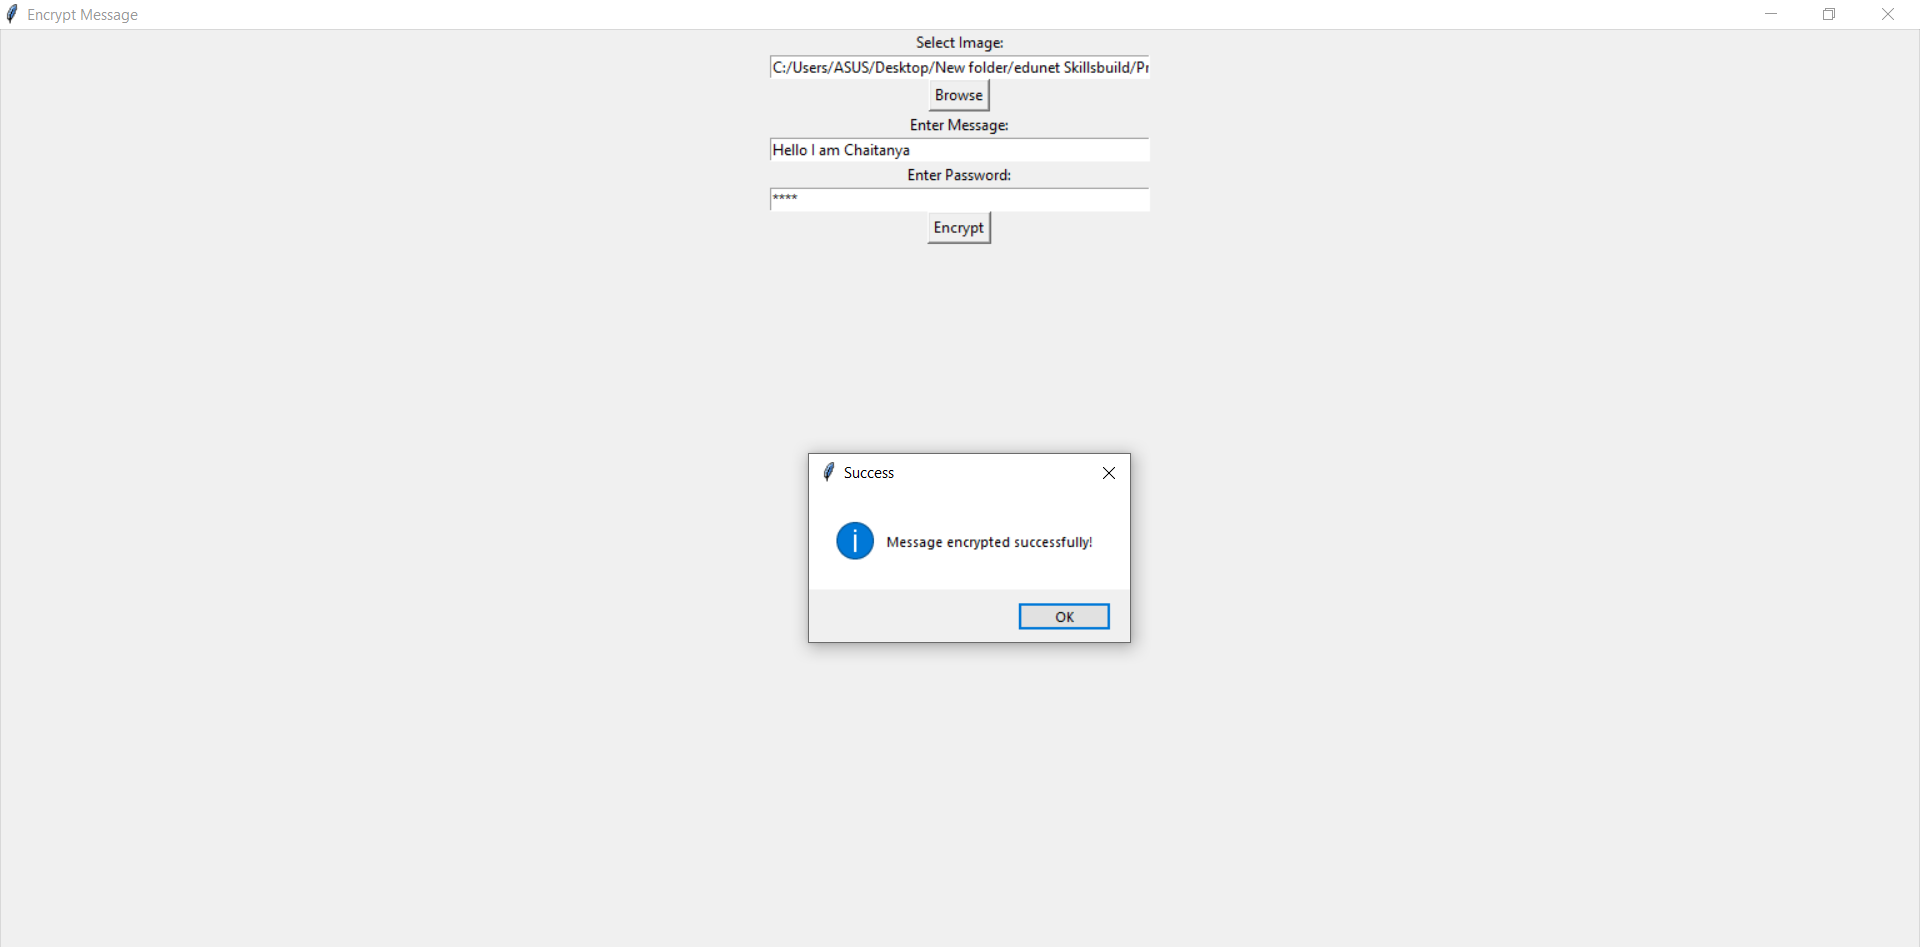 Encrypt Message
Select Image:
C:/Users/ASUS/Desktop/New folder/edunet Skillsbuild/Pr
Browse
Enter Message:
Hello I am Chaitanya
Enter Password:
****
Encrypt
Success
Message encrypted successfully!
OK